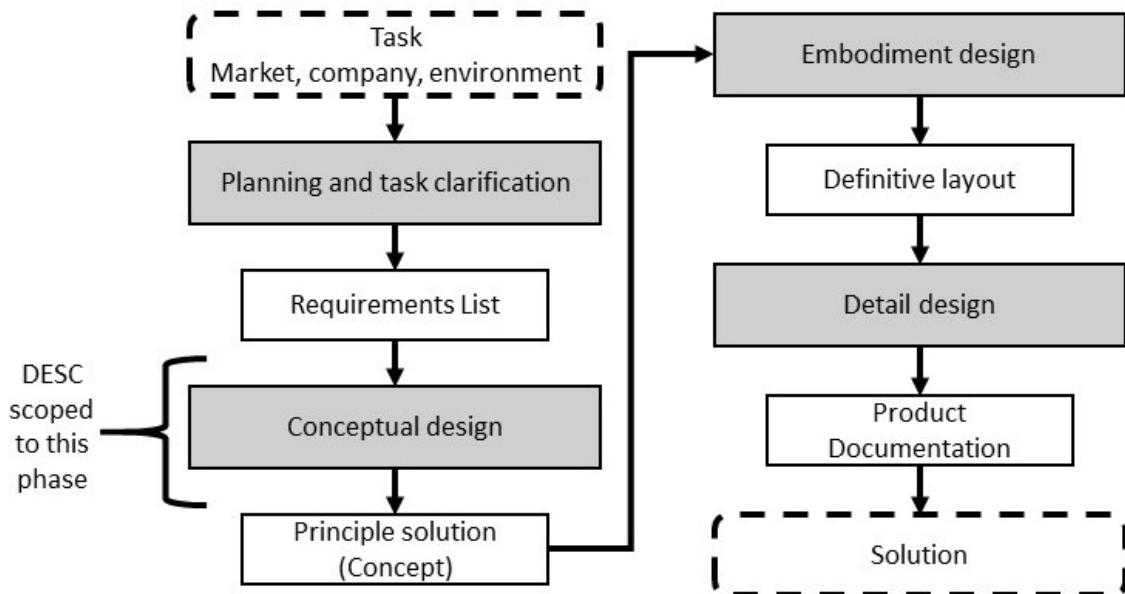 Task
Market, company, environment
Planning and task clarification
Requirements List
DESC
scoped
to this
phase
Conceptual design
Principle solution
(Concept)
Embodiment design
Definitive layout
Detail design
Product
Documentation
Solution